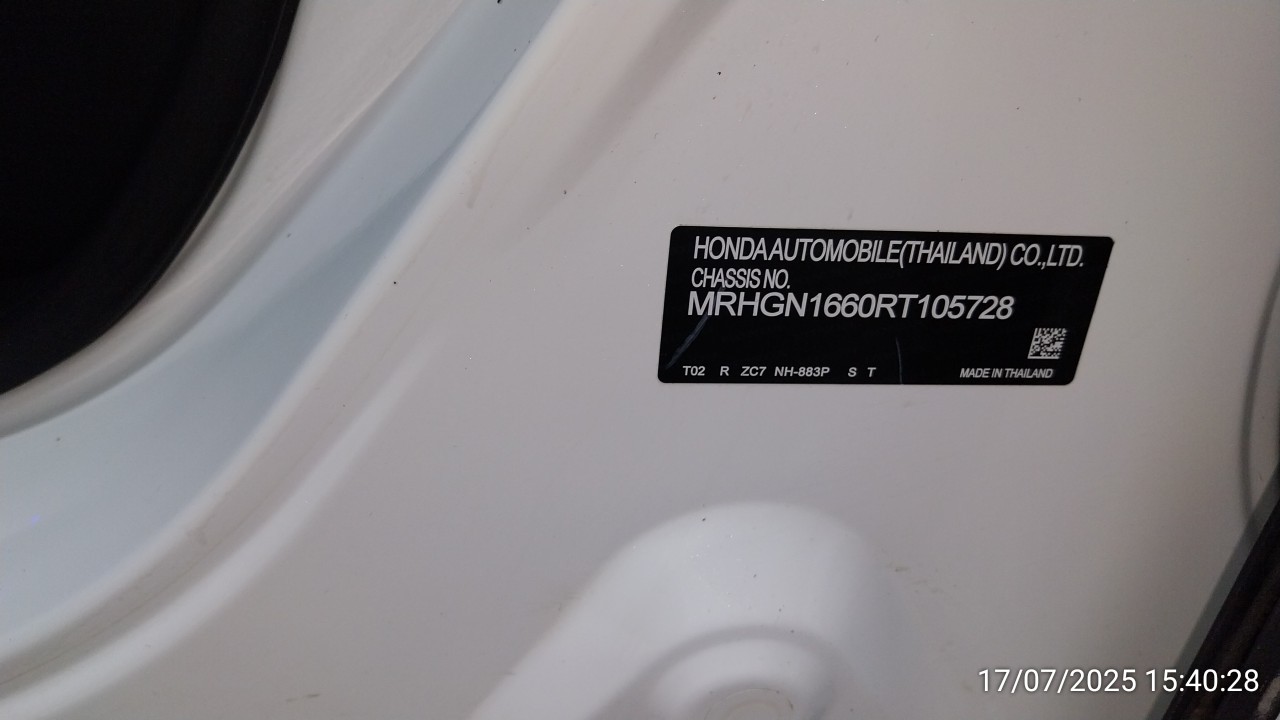 HONDA AUTOMOBILE (THAILAND) CO.,LTD.
CHASSIS NO.
MRHGN1660RT105728
T02 R ZC7 NH-883P S T MADE IN THAILAND
17/07/2025 15:40:28